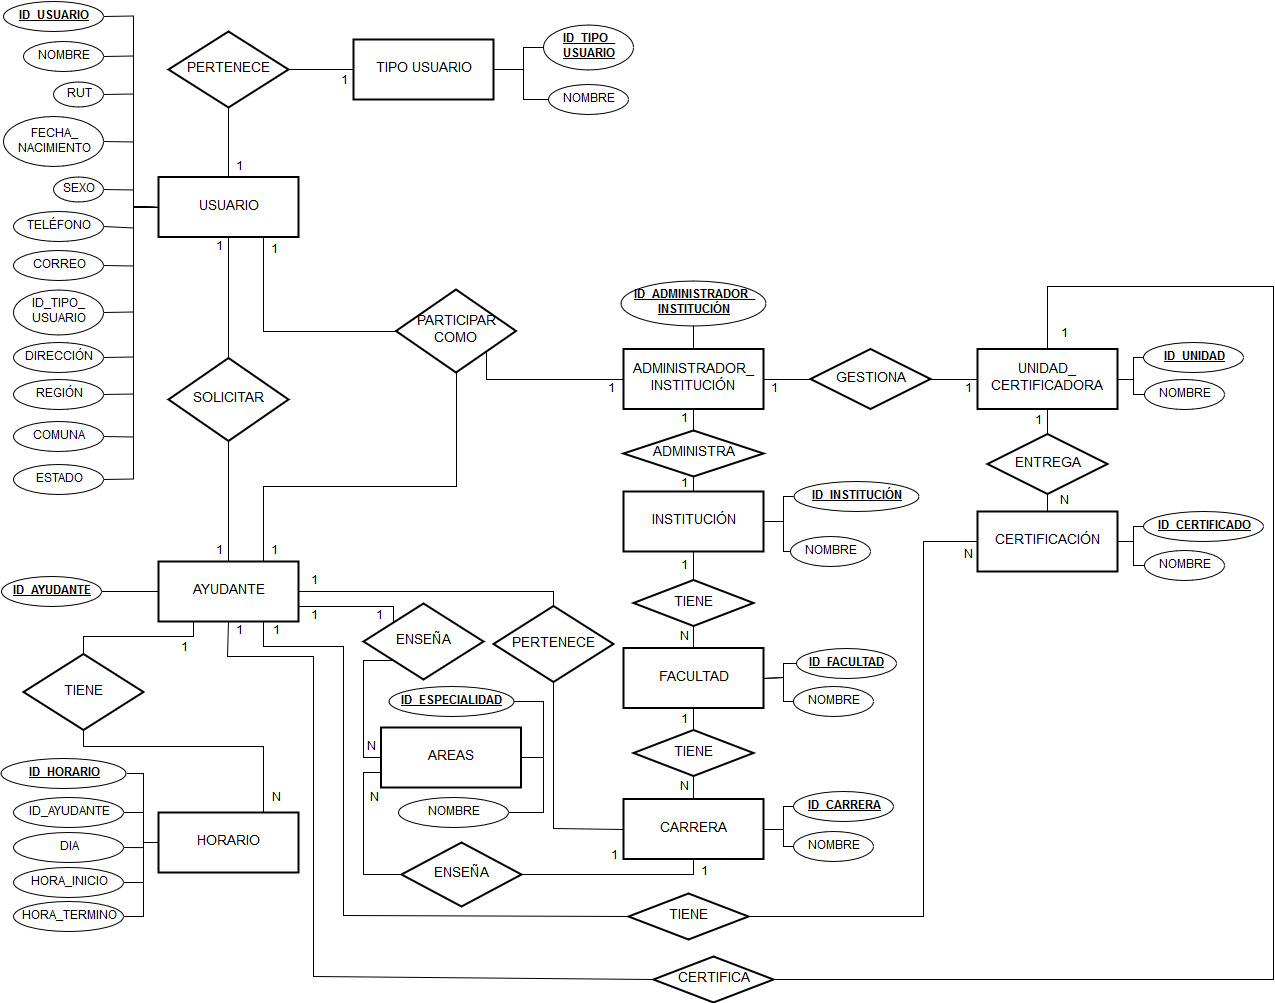 ID_USUARIO
NOMBRE
RUT
FECHA_
NACIMIENTO
SEXO
TELÉFONO
CORREO
ID_TIPO_
USUARIO
DIRECCIÓN
REGIÓN
COMUNA
ESTADO
PERTENECE
1
TIPO USUARIO
ID_TIPO_
USUARIO
NOMBRE
1
USUARIO
1
1
PARTICIPAR
COMO
SOLICITAR
ID_ADMINISTRADOR_
INSTITUCIÓN
1
ADMINISTRADOR_
INSTITUCIÓN
1
GESTIONA
1
1
UNIDAD_
CERTIFICADORA
ID_UNIDAD
NOMBRE
1
ADMINISTRA
1
1
ENTREGA
N
INSTITUCIÓN
ID_INSTITUCIÓN
NOMBRE
CERTIFICACIÓN
N
ID_CERTIFICADO
NOMBRE
1
1
ID_AYUDANTE
AYUDANTE
1
1
1
1
1
1
ENSEÑA
PERTENECE
1
TIENE
N
FACULTAD
ID_FACULTAD
NOMBRE
TIENE
ID_ESPECIALIDAD
N
AREAS
N
NOMBRE
1
TIENE
N
CARRERA
1
1
ID_CARRERA
NOMBRE
N
ID_HORARIO
ID_AYUDANTE
DIA
HORA_INICIO
HORA_TERMINO
HORARIO
ENSEÑA
TIENE
CERTIFICA